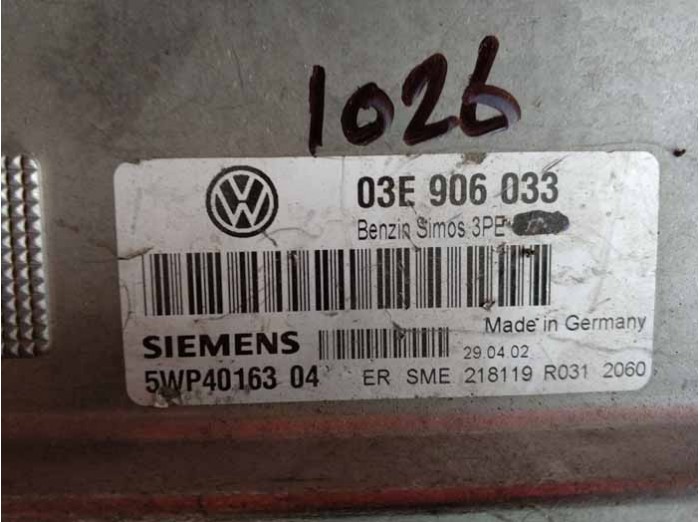 1026
03E 906 033
Benzin Simos 3PE
SIEMENS
Made in Germany
29.04.02
5WP40163 04
ER SME 218119 R031 2060